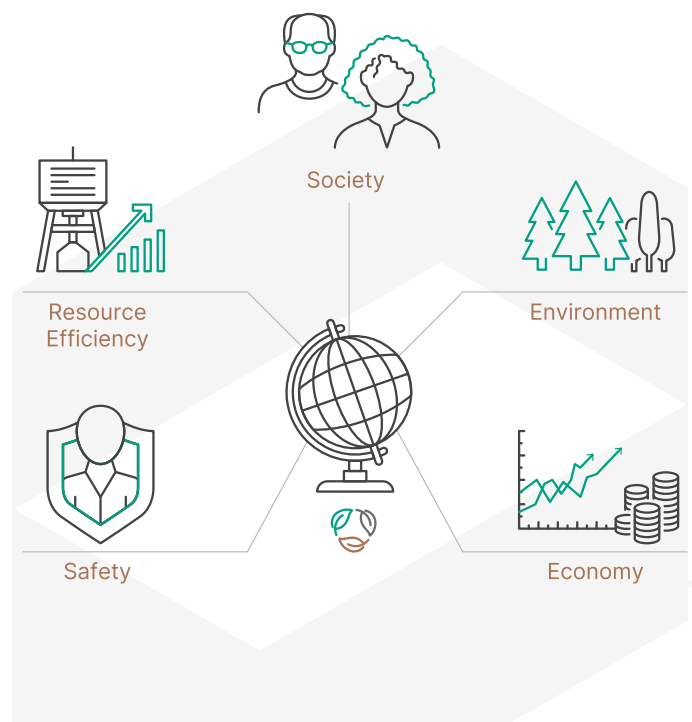 Society
Resource
Efficiency
Environment
Safety
Economy